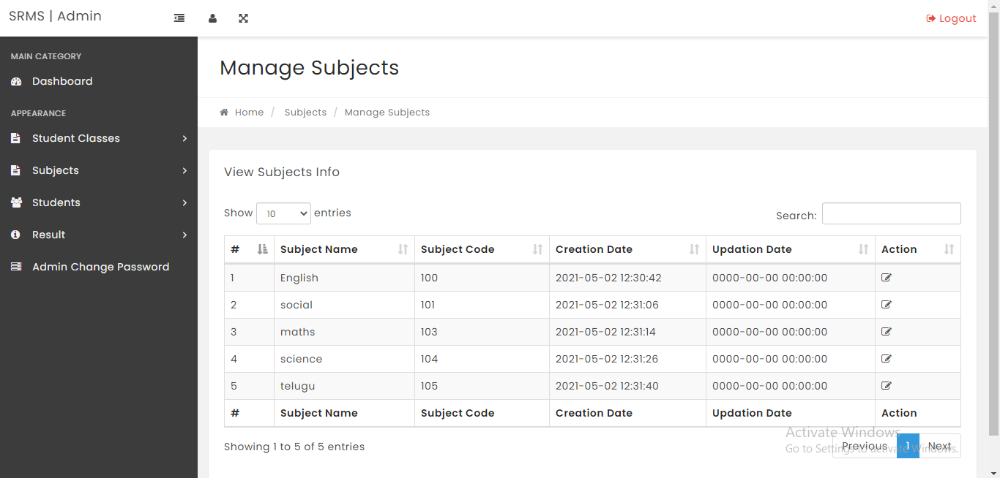 SRMS | Admin
Logout
MAIN CATEGORY
Dashboard
APPEARANCE
Student Classes
Subjects
Students
Result
Admin Change Password
Manage Subjects
Home / Subjects / Manage Subjects
View Subjects Info
Show 10 entries
Search:
# Subject Name Subject Code Creation Date Updation Date Action
1 English 100 2021-05-02 12:30:42 0000-00-00 00:00:00
2 social 101 2021-05-02 12:31:06 0000-00-00 00:00:00
3 maths 103 2021-05-02 12:31:14 0000-00-00 00:00:00
4 science 104 2021-05-02 12:31:26 0000-00-00 00:00:00
5 telugu 105 2021-05-02 12:31:40 0000-00-00 00:00:00
# Subject Name Subject Code Creation Date Updation Date Action
Showing 1 to 5 of 5 entries
Previous 1 Next
Activate Windows
Go to Settings to activate Windows.